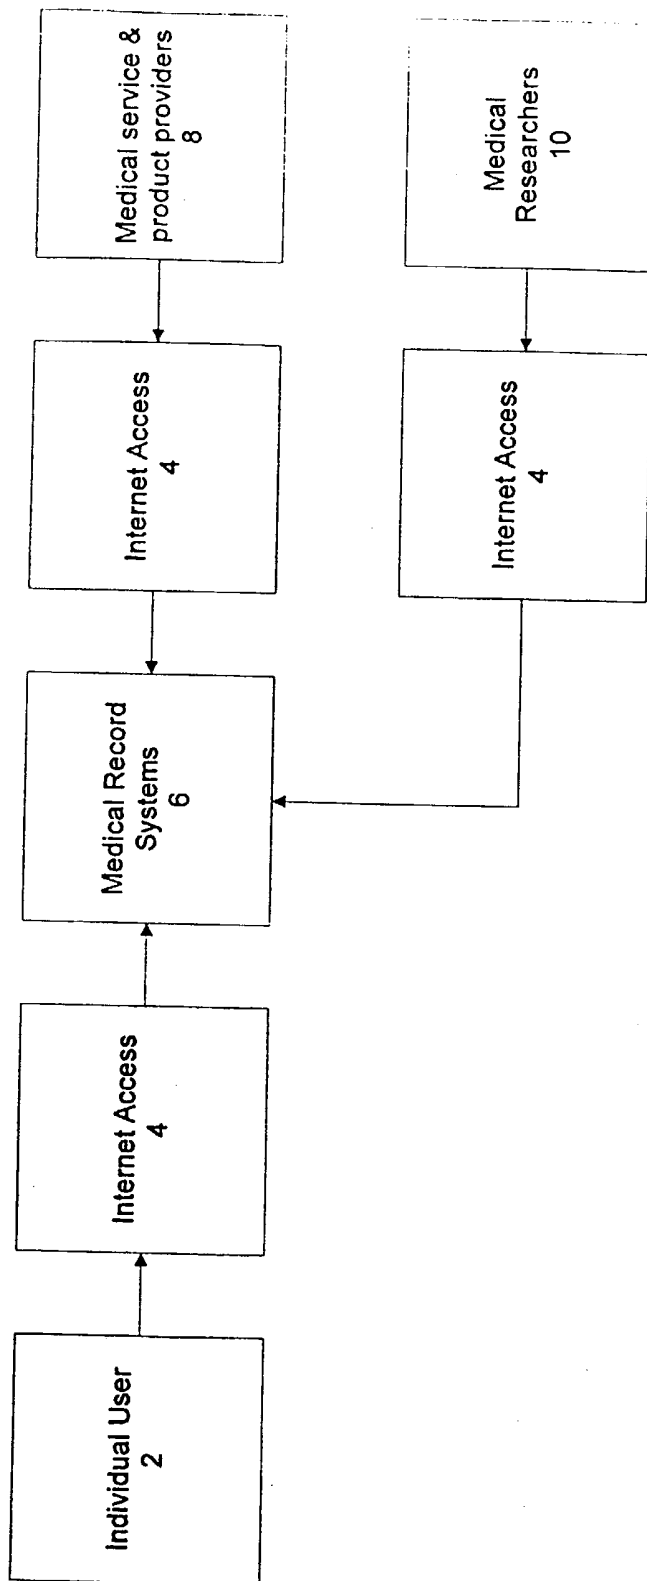 Individual User
2
Internet Access
4
Medical Record
Systems
6
Internet Access
4
Medical service &
product providers
8
Internet Access
4
Medical
Researchers
10